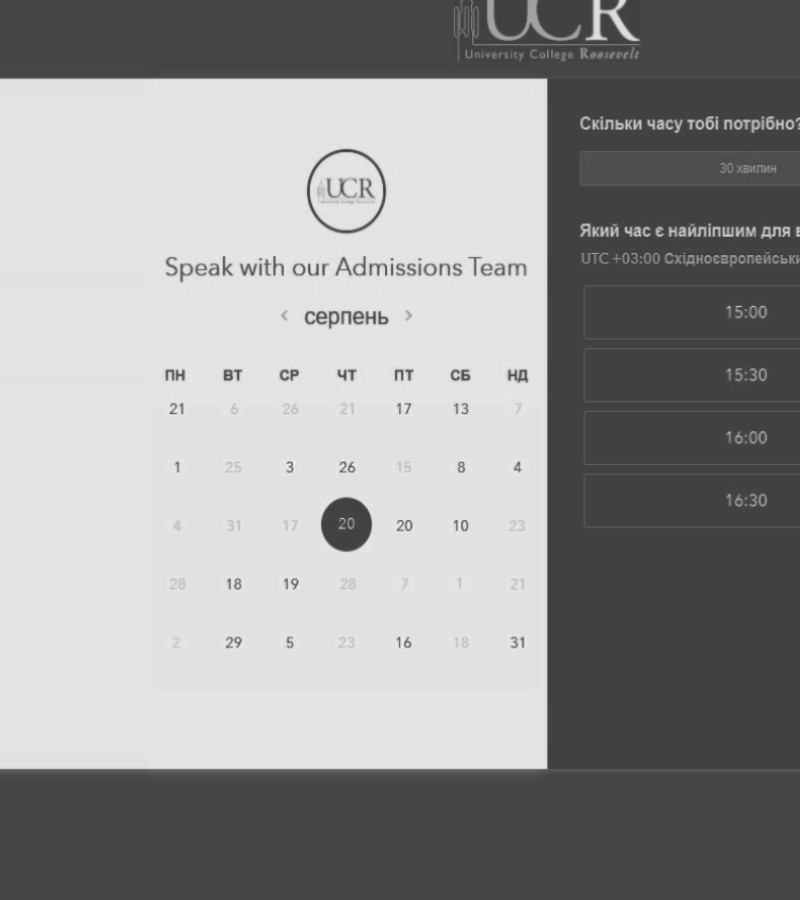 UCR
University College Roosevelt
UCR
Speak with our Admissions Team
‹ серпень ›
ПН ВТ СР ЧТ ПТ СБ НД
21 6 26 21 17 13 7
1 25 3 26 15 8 4
4 31 17 20 20 10 23
28 18 19 28 7 1 21
2 29 5 23 16 18 31
Скільки часу тобі потрібно?
30 хвилин
Який час є найліпшим для в
UTC +03:00 Східноєвропейськи
15:00
15:30
16:00
16:30